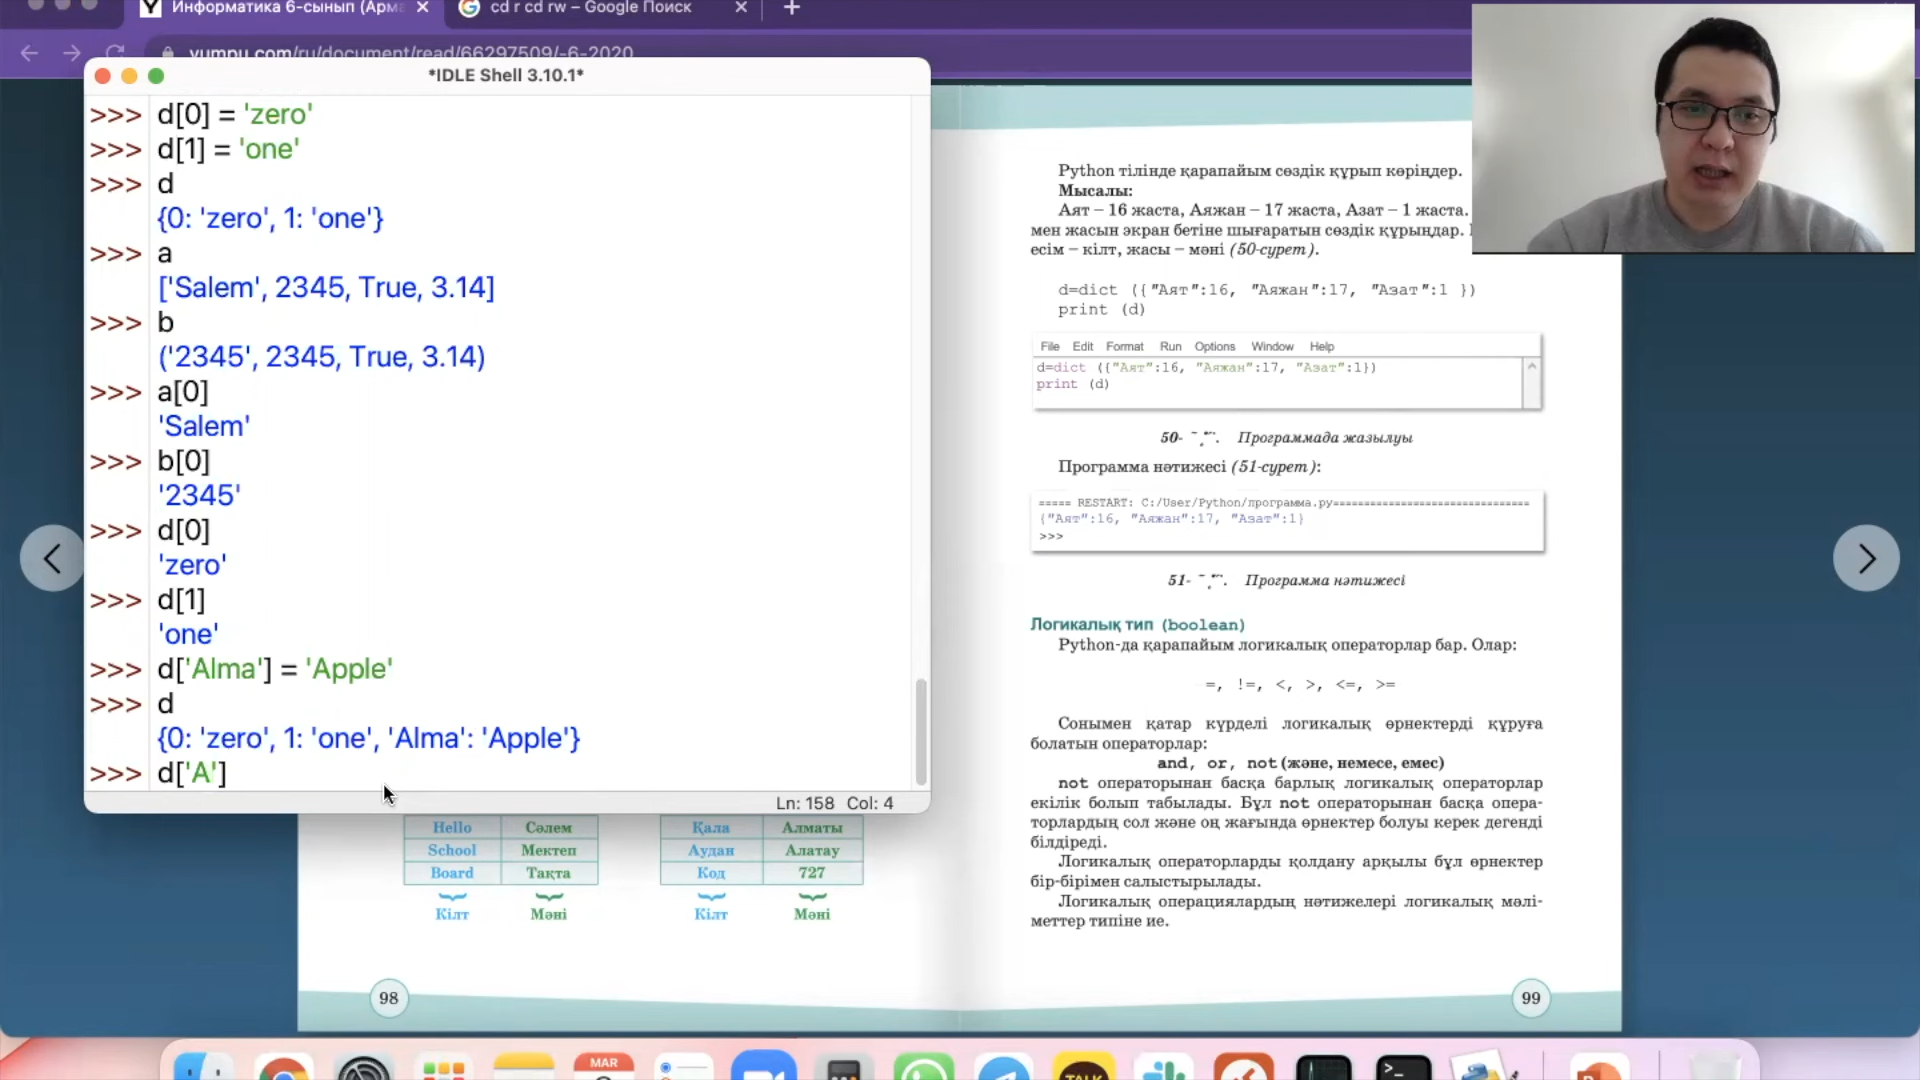 Информатика 6-сынып (Арма
cd r cd rw – Google Поиск
yumpu.com/ru/document/read/66297509/-6-2020
*IDLE Shell 3.10.1*
>>> d[0] = 'zero'
>>> d[1] = 'one'
>>> d
{0: 'zero', 1: 'one'}
>>> a
['Salem', 2345, True, 3.14]
>>> b
('2345', 2345, True, 3.14)
>>> a[0]
'Salem'
>>> b[0]
'2345'
>>> d[0]
'zero'
>>> d[1]
'one'
>>> d['Alma'] = 'Apple'
>>> d
{0: 'zero', 1: 'one', 'Alma': 'Apple'}
>>> d['A']
Ln: 158 Col: 4
Hello Сәлем
School Мектеп
Board Тақта
Кілт Мәні
Қала Алматы
Аудан Алатау
Код 727
Кілт Мәні
98
Python тілінде қарапайым сөздік құрып көріңдер.
Мысалы:
Аят – 16 жаста, Аяжан – 17 жаста, Азат – 1 жаста.
мен жасын экран бетіне шығаратын сөздік құрыңдар.
есім – кілт, жасы – мәні (50-сурет).
d=dict ({"Аят":16, "Аяжан":17, "Азат":1 })
print (d)
File Edit Format Run Options Window Help
d=dict ({"Аят":16, "Аяжан":17, "Азат":1})
print (d)
50- Программада жазылуы
Программа нәтижесі (51-сурет):
===== RESTART: C:/User/Python/программа.py================================
{"Аят":16, "Аяжан":17, "Азат":1}
>>>
51- Программа нәтижесі
Логикалық тип (boolean)
Python-да қарапайым логикалық операторлар бар. Олар:
=, !=, <, >, <=, >=
Сонымен қатар күрделі логикалық өрнектерді құруға
болатын операторлар:
and, or, not (және, немесе, емес)
not операторынан басқа барлық логикалық операторлар
екілік болып табылады. Бұл not операторынан басқа опера-
торлардың сол және оң жағында өрнектер болуы керек дегенді
білдіреді.
Логикалық операторларды қолдану арқылы бұл өрнектер
бір-бірімен салыстырылады.
Логикалық операциялардың нәтижелері логикалық мәлі-
меттер типіне ие.
99
MAR
TALK
>_